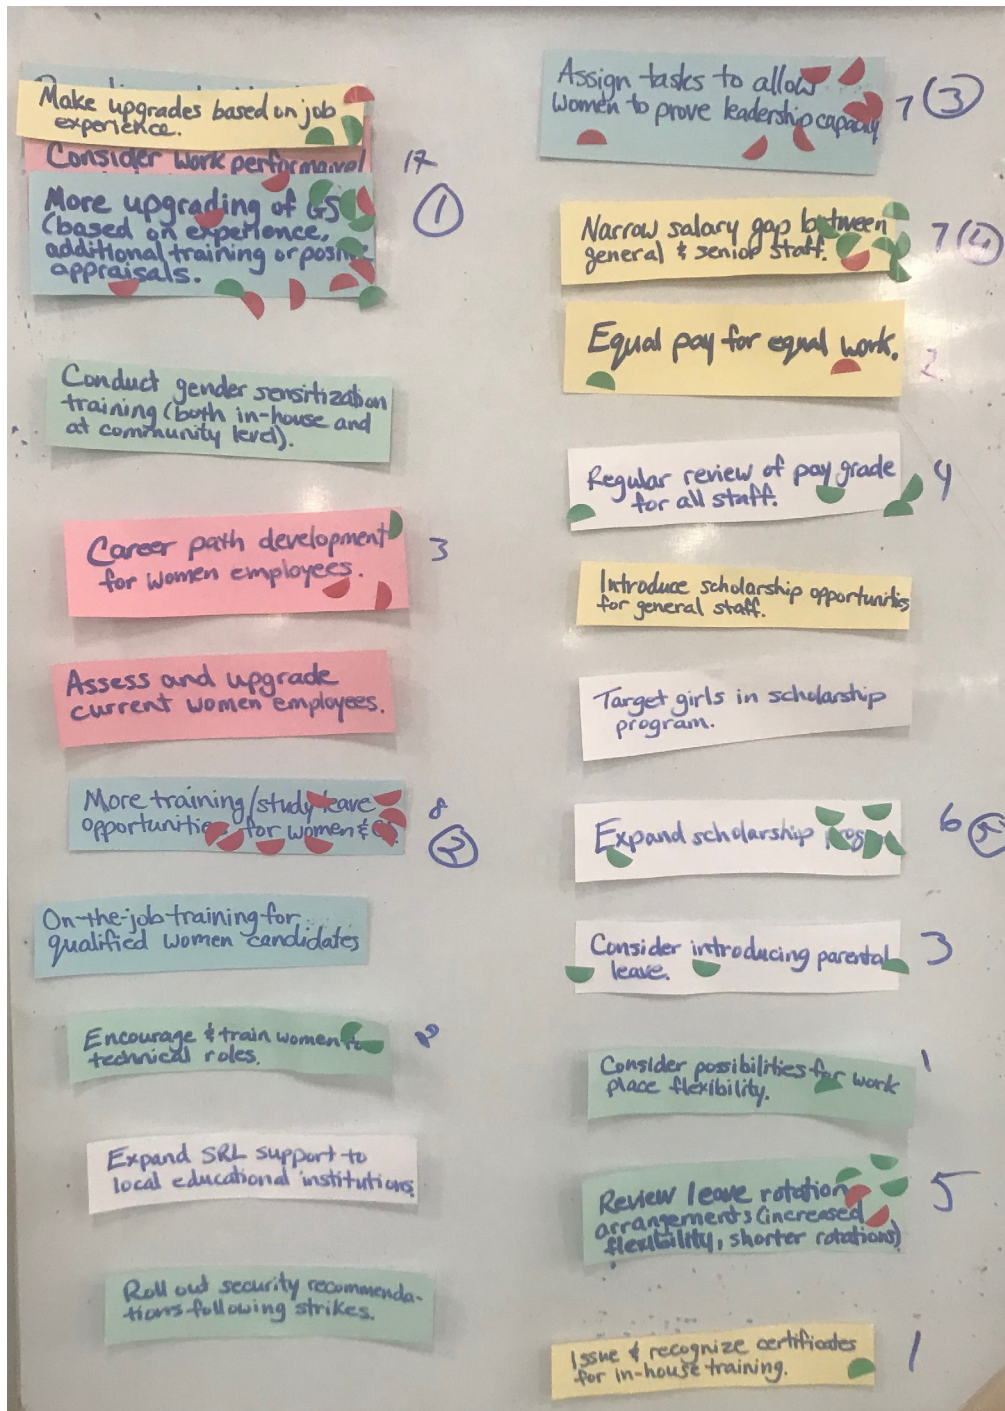 Make upgrades based on job
experience.
Consider work performance
17
1
More upgrading of GS
(based on experience,
additional training or positive
appraisals.
Conduct gender sensitization
training (both in-house and
at community level).
Career path development
for women employees.
3
Assess and upgrade
current women employees.
More training/study leave
opportunities for women &
8
2
On-the-job training for
qualified women candidates
Encourage & train women
technical roles.
2
Expand SRL support to
local educational institutions
Roll out security recommenda-
tions following strikes.
Assign tasks to allow
women to prove leadership capacity
7 3
Narrow salary gap between
general & senior staff.
7 4
Equal pay for equal work.
2
Regular review of pay grade
for all staff.
4
Introduce scholarship opportunities
for general staff.
Target girls in scholarship
program.
Expand scholarship prog
6 5
Consider introducing parental
leave.
3
Consider possibilities for work
place flexibility.
1
Review leave rotation
arrangements (increased
flexibility, shorter rotations)
5
Issue & recognize certificates
for in-house training.
1